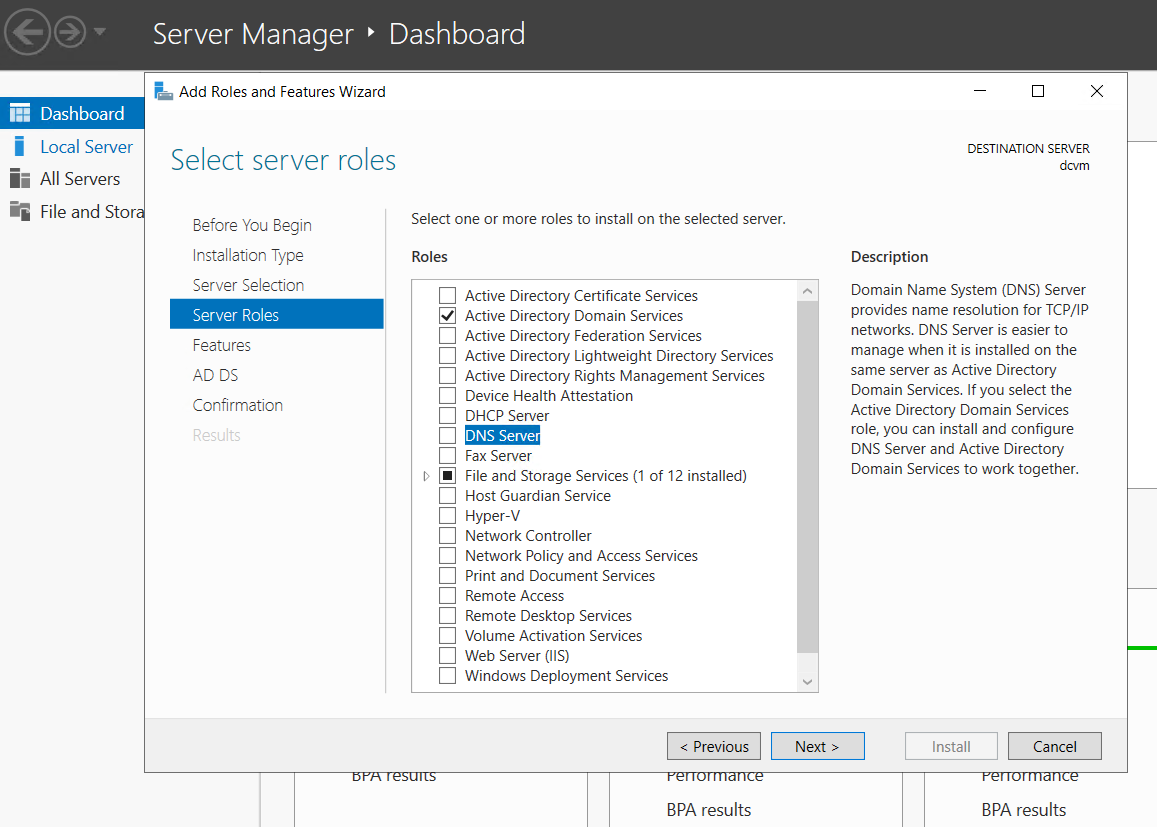 Server Manager ‣ Dashboard
Add Roles and Features Wizard
Dashboard
Local Server
All Servers
File and Stora
Select server roles
DESTINATION SERVER
dcvm
Before You Begin
Installation Type
Server Selection
Server Roles
Features
AD DS
Confirmation
Results
Select one or more roles to install on the selected server.
Roles
Active Directory Certificate Services
Active Directory Domain Services
Active Directory Federation Services
Active Directory Lightweight Directory Services
Active Directory Rights Management Services
Device Health Attestation
DHCP Server
DNS Server
Fax Server
File and Storage Services (1 of 12 installed)
Host Guardian Service
Hyper-V
Network Controller
Network Policy and Access Services
Print and Document Services
Remote Access
Remote Desktop Services
Volume Activation Services
Web Server (IIS)
Windows Deployment Services
Description
Domain Name System (DNS) Server
provides name resolution for TCP/IP
networks. DNS Server is easier to
manage when it is installed on the
same server as Active Directory
Domain Services. If you select the
Active Directory Domain Services
role, you can install and configure
DNS Server and Active Directory
Domain Services to work together.
< Previous
Next >
Install
Cancel
BPA results
Performance
Performance
BPA results
BPA results